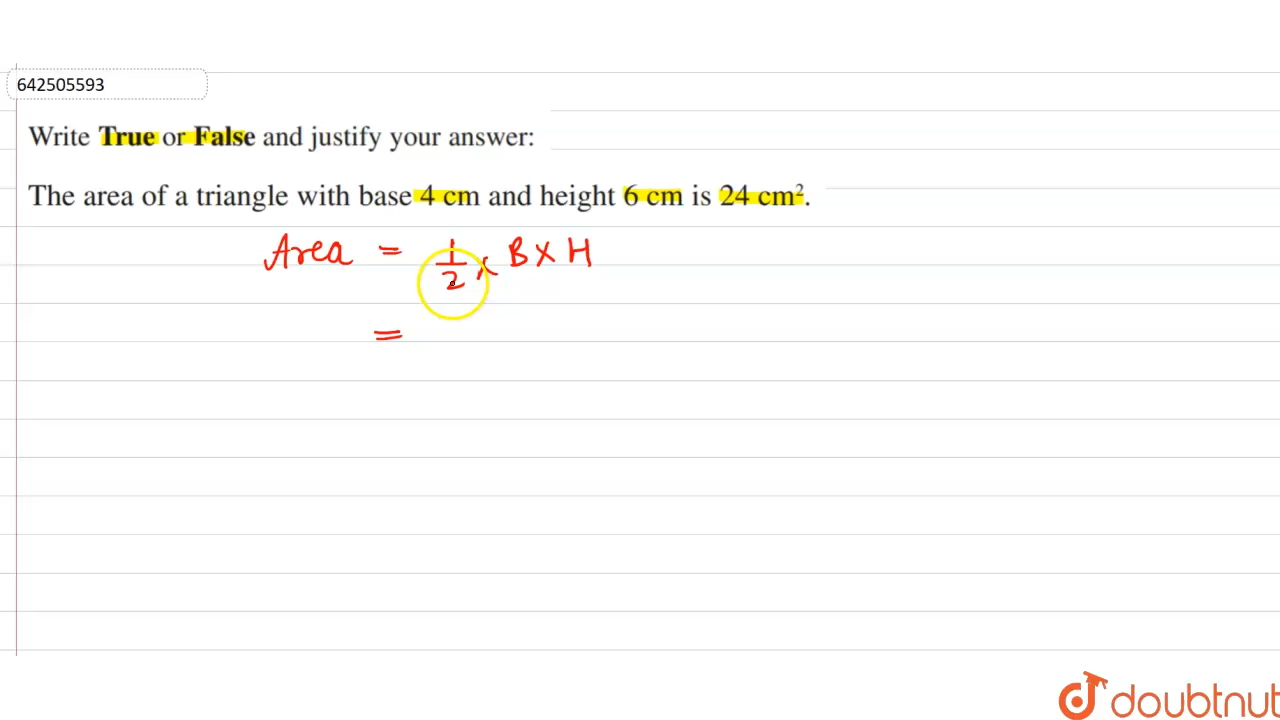 642505593
Write True or False and justify your answer:
The area of a triangle with base 4 cm and height 6 cm is 24 cm².
Area = 1/2 x B x H
=
doubtnut